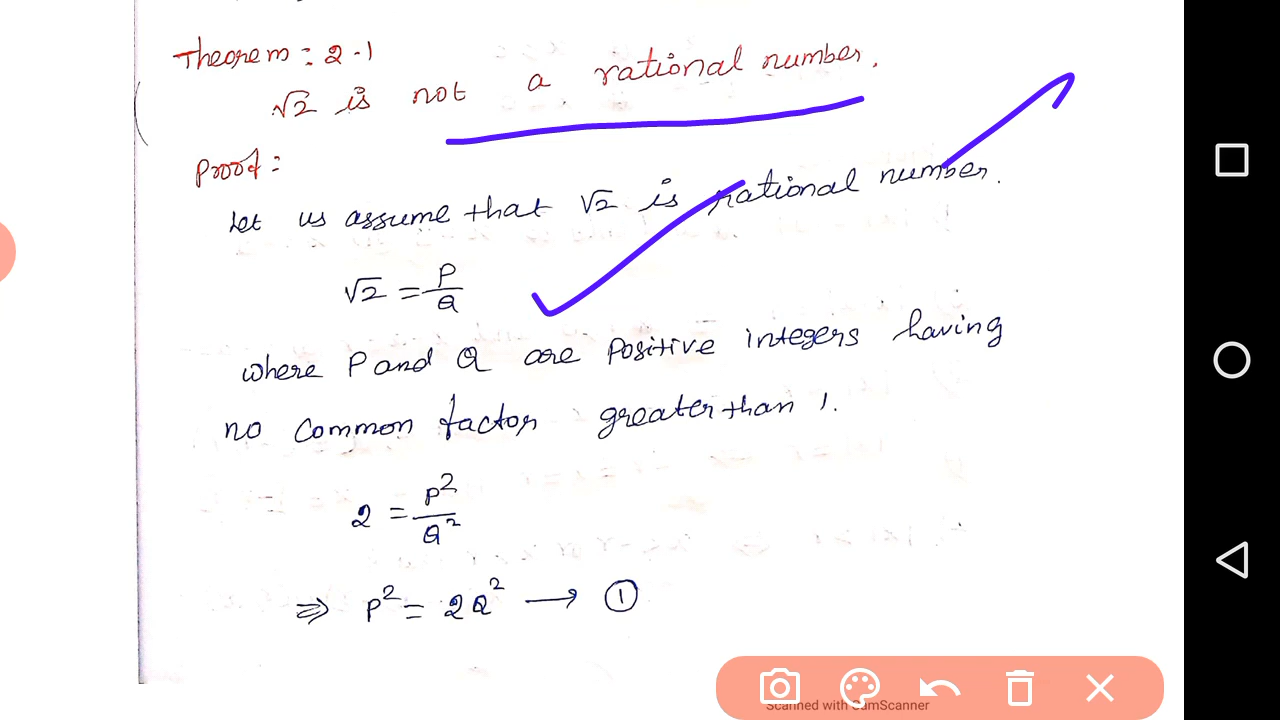 Theorem: 2.1
√2 is not a rational number.
Proof:
Let us assume that √2 is rational number.
√2 = P/Q
where P and Q are Positive integers having
no common factor greater than 1.
2 = P²/Q²
⇒ P² = 2Q² → ①
Scanned with CamScanner